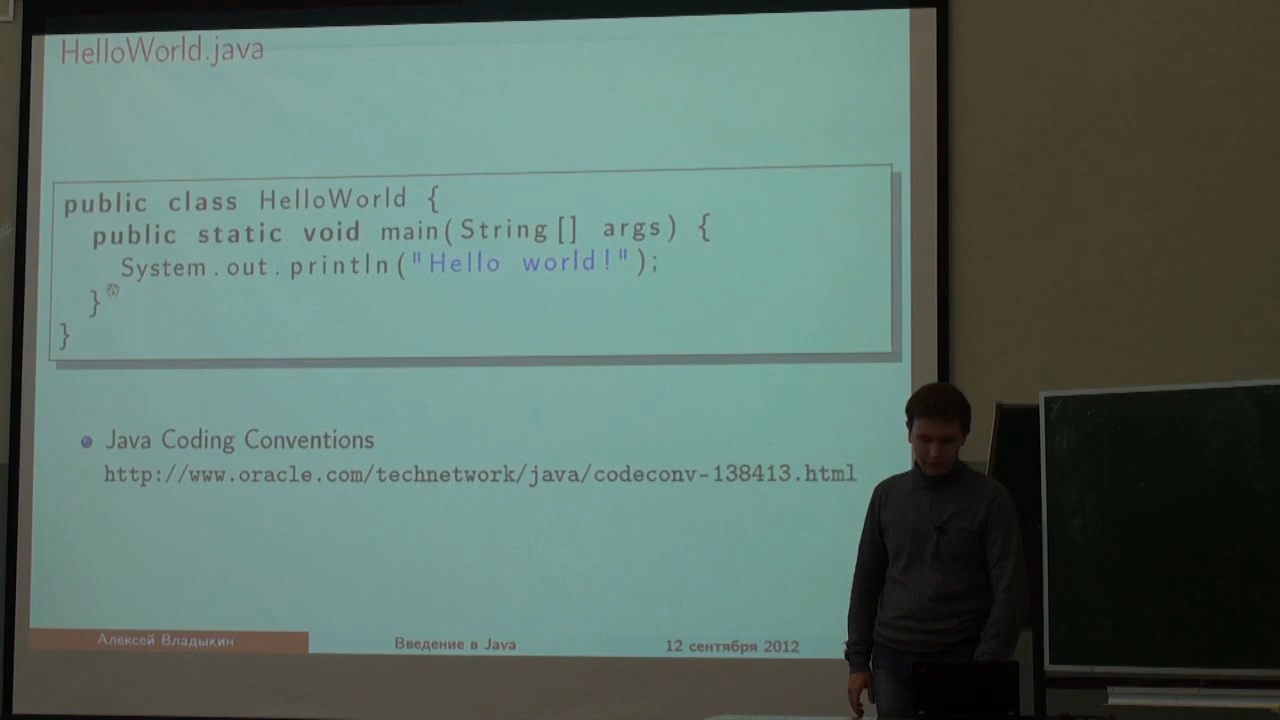 HelloWorld.java
public class HelloWorld {
public static void main(String[] args) {
System.out.println("Hello world!");
}
}
Java Coding Conventions
http://www.oracle.com/technetwork/java/codeconv-138413.html
Алексей Владыкин
Введение в Java
12 сентября 2012